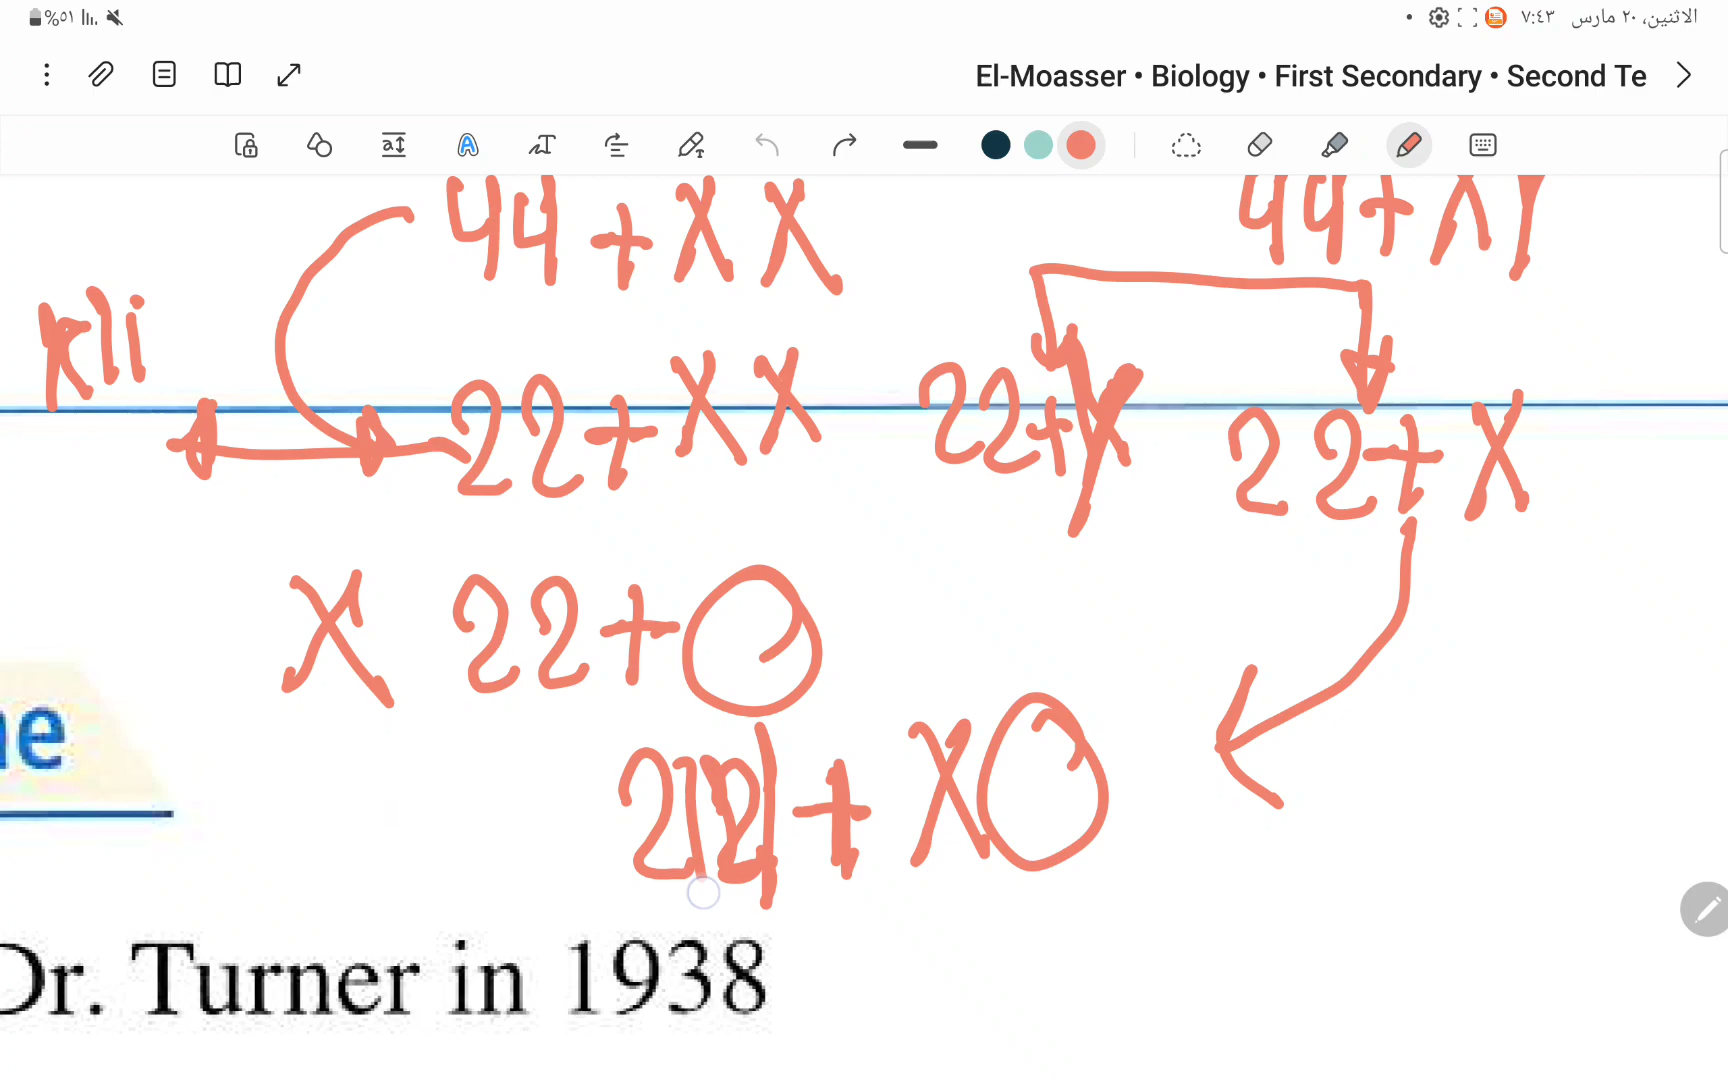 %٥١ الاثنين، ٢٠ مارس ٧:٤٣
El-Moasser • Biology • First Secondary • Second Te
44+XX 44+XY
kli
22+XX 22+Y 22+X
X 22+O
+ XO
ne
Dr. Turner in 1938